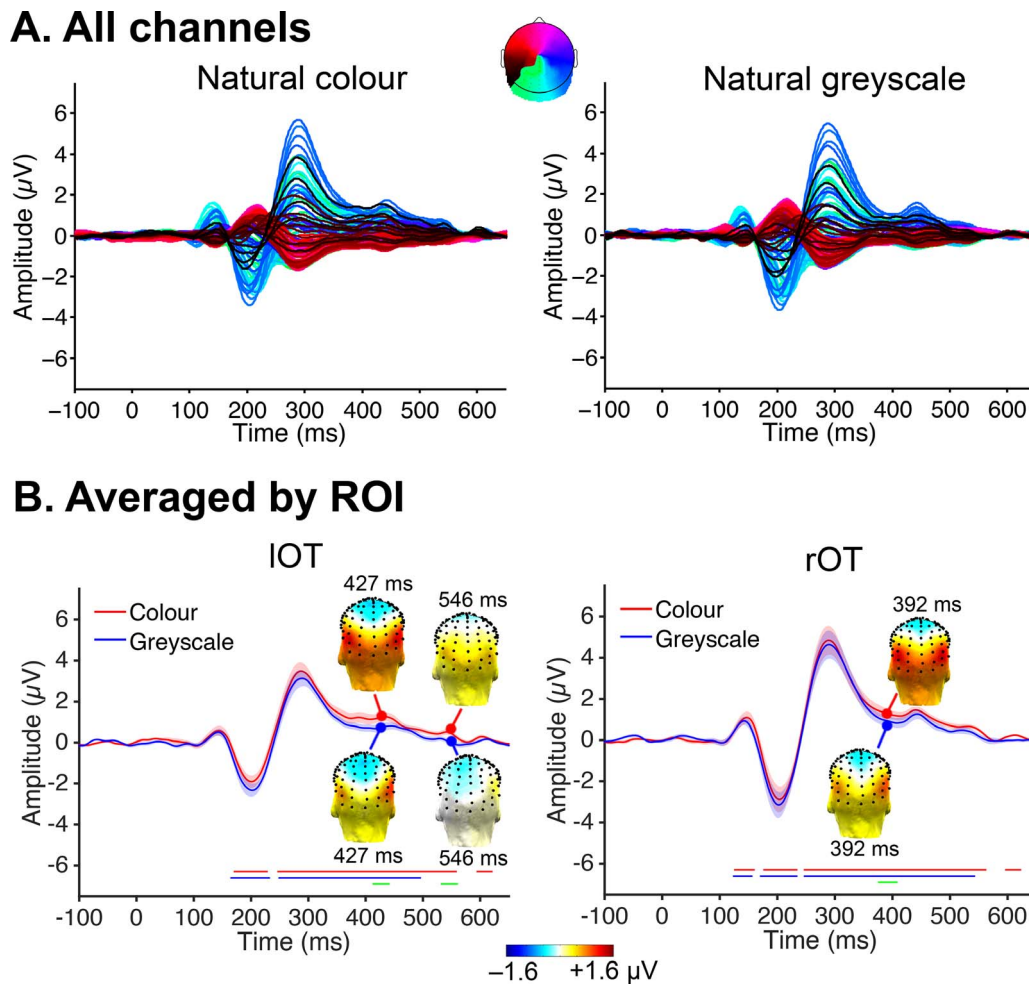 A. All channels
Natural colour
Natural greyscale
Amplitude (µV)
6
4
2
0
−2
−4
−6
-100 0 100 200 300 400 500 600
Time (ms)
Amplitude (µV)
6
4
2
0
−2
−4
−6
-100 0 100 200 300 400 500 600
Time (ms)
B. Averaged by ROI
lOT
rOT
Amplitude (µV)
6
4
2
0
-2
-4
-6
Colour
Greyscale
427 ms
546 ms
427 ms
546 ms
-100 0 100 200 300 400 500 600
Time (ms)
Amplitude (µV)
6
4
2
0
-2
-4
-6
Colour
Greyscale
392 ms
392 ms
-100 0 100 200 300 400 500 600
Time (ms)
−1.6 +1.6 µV